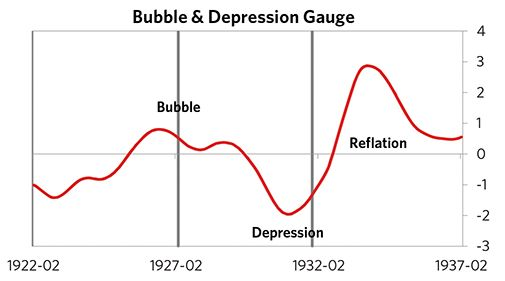 Bubble & Depression Gauge
4
3
Bubble
2
1
Reflation
0
-1
Depression
-2
-3
1922-02 1927-02 1932-02 1937-02